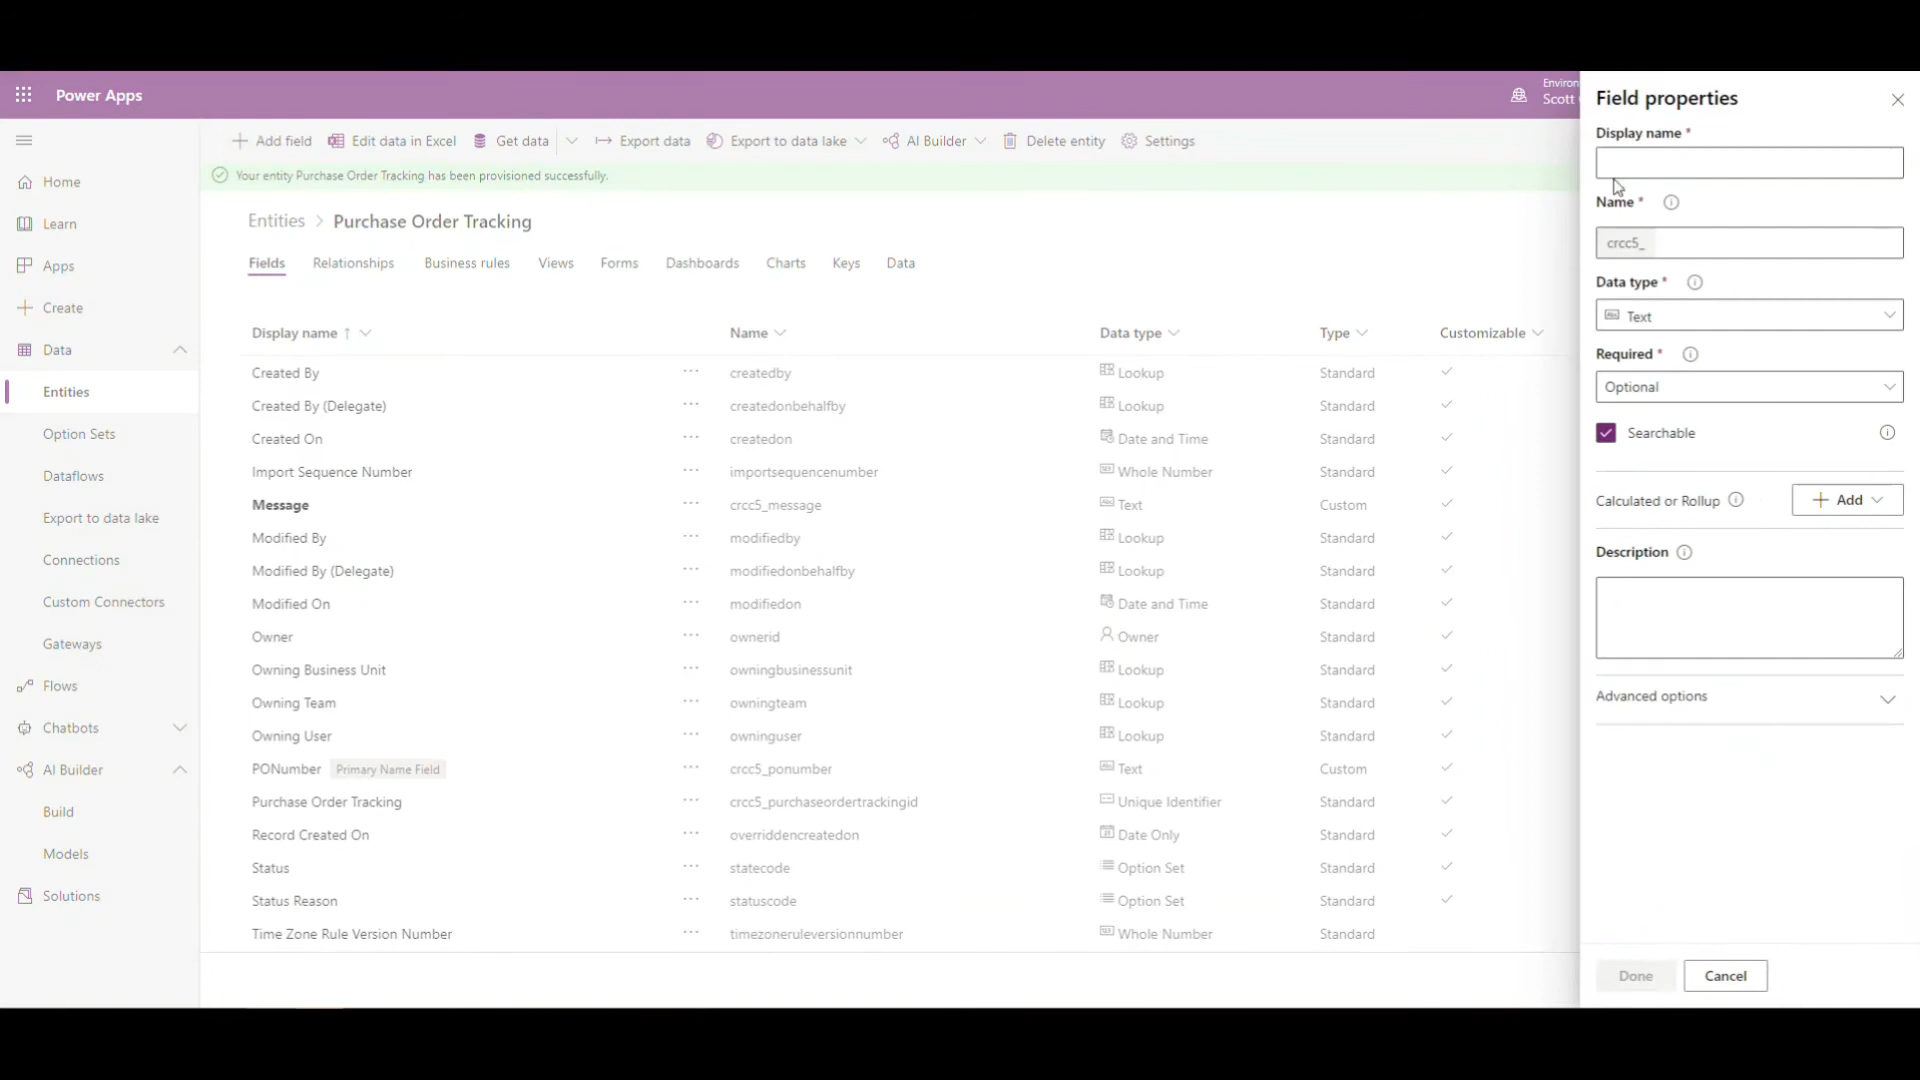 Power Apps
Environ
Scott
Field properties
Display name *
Name *
crcc5_
Data type *
Text
Required *
Optional
Searchable
Calculated or Rollup
Add
Description
Advanced options
Done
Cancel
Add field
Edit data in Excel
Get data
Export data
Export to data lake
AI Builder
Delete entity
Settings
Your entity Purchase Order Tracking has been provisioned successfully.
Home
Learn
Apps
Create
Data
Entities
Option Sets
Dataflows
Export to data lake
Connections
Custom Connectors
Gateways
Flows
Chatbots
AI Builder
Build
Models
Solutions
Entities > Purchase Order Tracking
Fields Relationships Business rules Views Forms Dashboards Charts Keys Data
Display name ↑ Name Data type Type Customizable
Created By ··· createdby Lookup Standard ✓
Created By (Delegate) ··· createdonbehalfby Lookup Standard ✓
Created On ··· createdon Date and Time Standard ✓
Import Sequence Number ··· importsequencenumber Whole Number Standard ✓
Message ··· crcc5_message Text Custom ✓
Modified By ··· modifiedby Lookup Standard ✓
Modified By (Delegate) ··· modifiedonbehalfby Lookup Standard ✓
Modified On ··· modifiedon Date and Time Standard ✓
Owner ··· ownerid Owner Standard ✓
Owning Business Unit ··· owningbusinessunit Lookup Standard ✓
Owning Team ··· owningteam Lookup Standard ✓
Owning User ··· owninguser Lookup Standard ✓
PONumber Primary Name Field ··· crcc5_ponumber Text Custom ✓
Purchase Order Tracking ··· crcc5_purchaseordertrackingid Unique Identifier Standard ✓
Record Created On ··· overriddencreatedon Date Only Standard ✓
Status ··· statecode Option Set Standard ✓
Status Reason ··· statuscode Option Set Standard ✓
Time Zone Rule Version Number ··· timezoneruleversionnumber Whole Number Standard